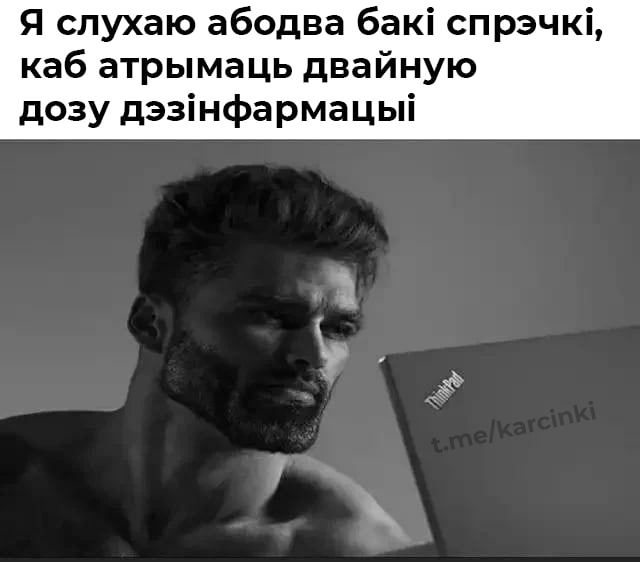 Я слухаю абодва бакі спрэчкі,
каб атрымаць двайную
дозу дэзінфармацыі
ThinkPad
t.me/karcinki